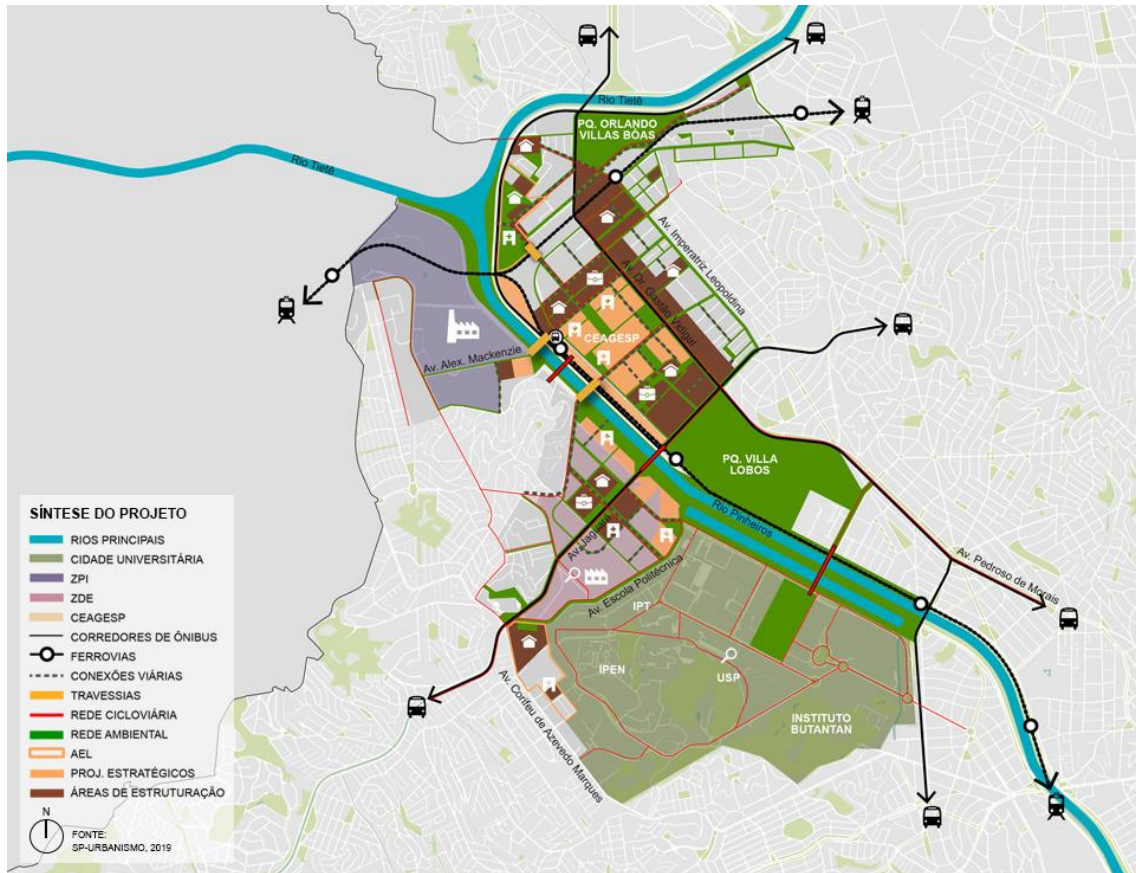 Rio Tietê
PQ. ORLANDO
VILLAS BÔAS
Rio Tietê
Av. Imperatriz Leopoldina
Av. Dr. Gastão Vidigal
CEAGESP
Av. Alex. Mackenzie
PQ. VILLA
LOBOS
Rio Pinheiros
Av. Jaguaré
Av. Escola Politécnica
Av. Pedroso de Morais
IPT
IPEN
USP
INSTITUTO
BUTANTAN
Av. Corifeu de Azevedo Marques
SÍNTESE DO PROJETO
RIOS PRINCIPAIS
CIDADE UNIVERSITÁRIA
ZPI
ZDE
CEAGESP
CORREDORES DE ÔNIBUS
FERROVIAS
CONEXÕES VIÁRIAS
TRAVESSIAS
REDE CICLOVIÁRIA
REDE AMBIENTAL
AEL
PROJ. ESTRATÉGICOS
ÁREAS DE ESTRUTURAÇÃO
N
FONTE:
SP-URBANISMO, 2019